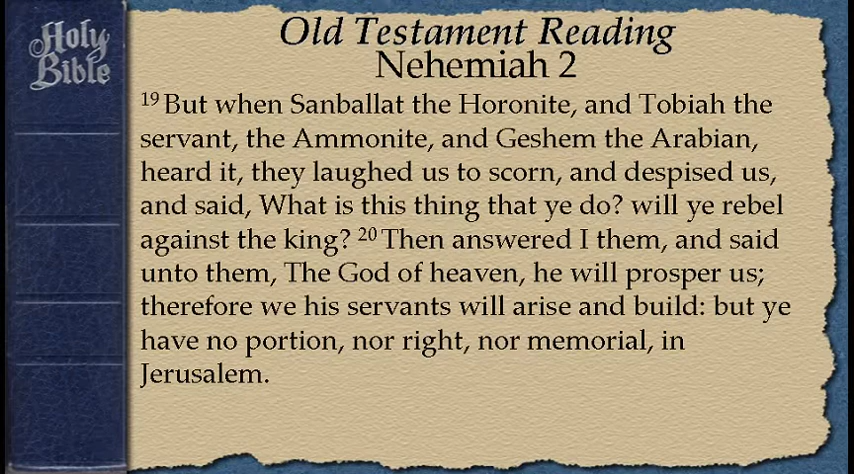 Holy
Bible
Old Testament Reading
Nehemiah 2
19 But when Sanballat the Horonite, and Tobiah the
servant, the Ammonite, and Geshem the Arabian,
heard it, they laughed us to scorn, and despised us,
and said, What is this thing that ye do? will ye rebel
against the king? 20 Then answered I them, and said
unto them, The God of heaven, he will prosper us;
therefore we his servants will arise and build: but ye
have no portion, nor right, nor memorial, in
Jerusalem.